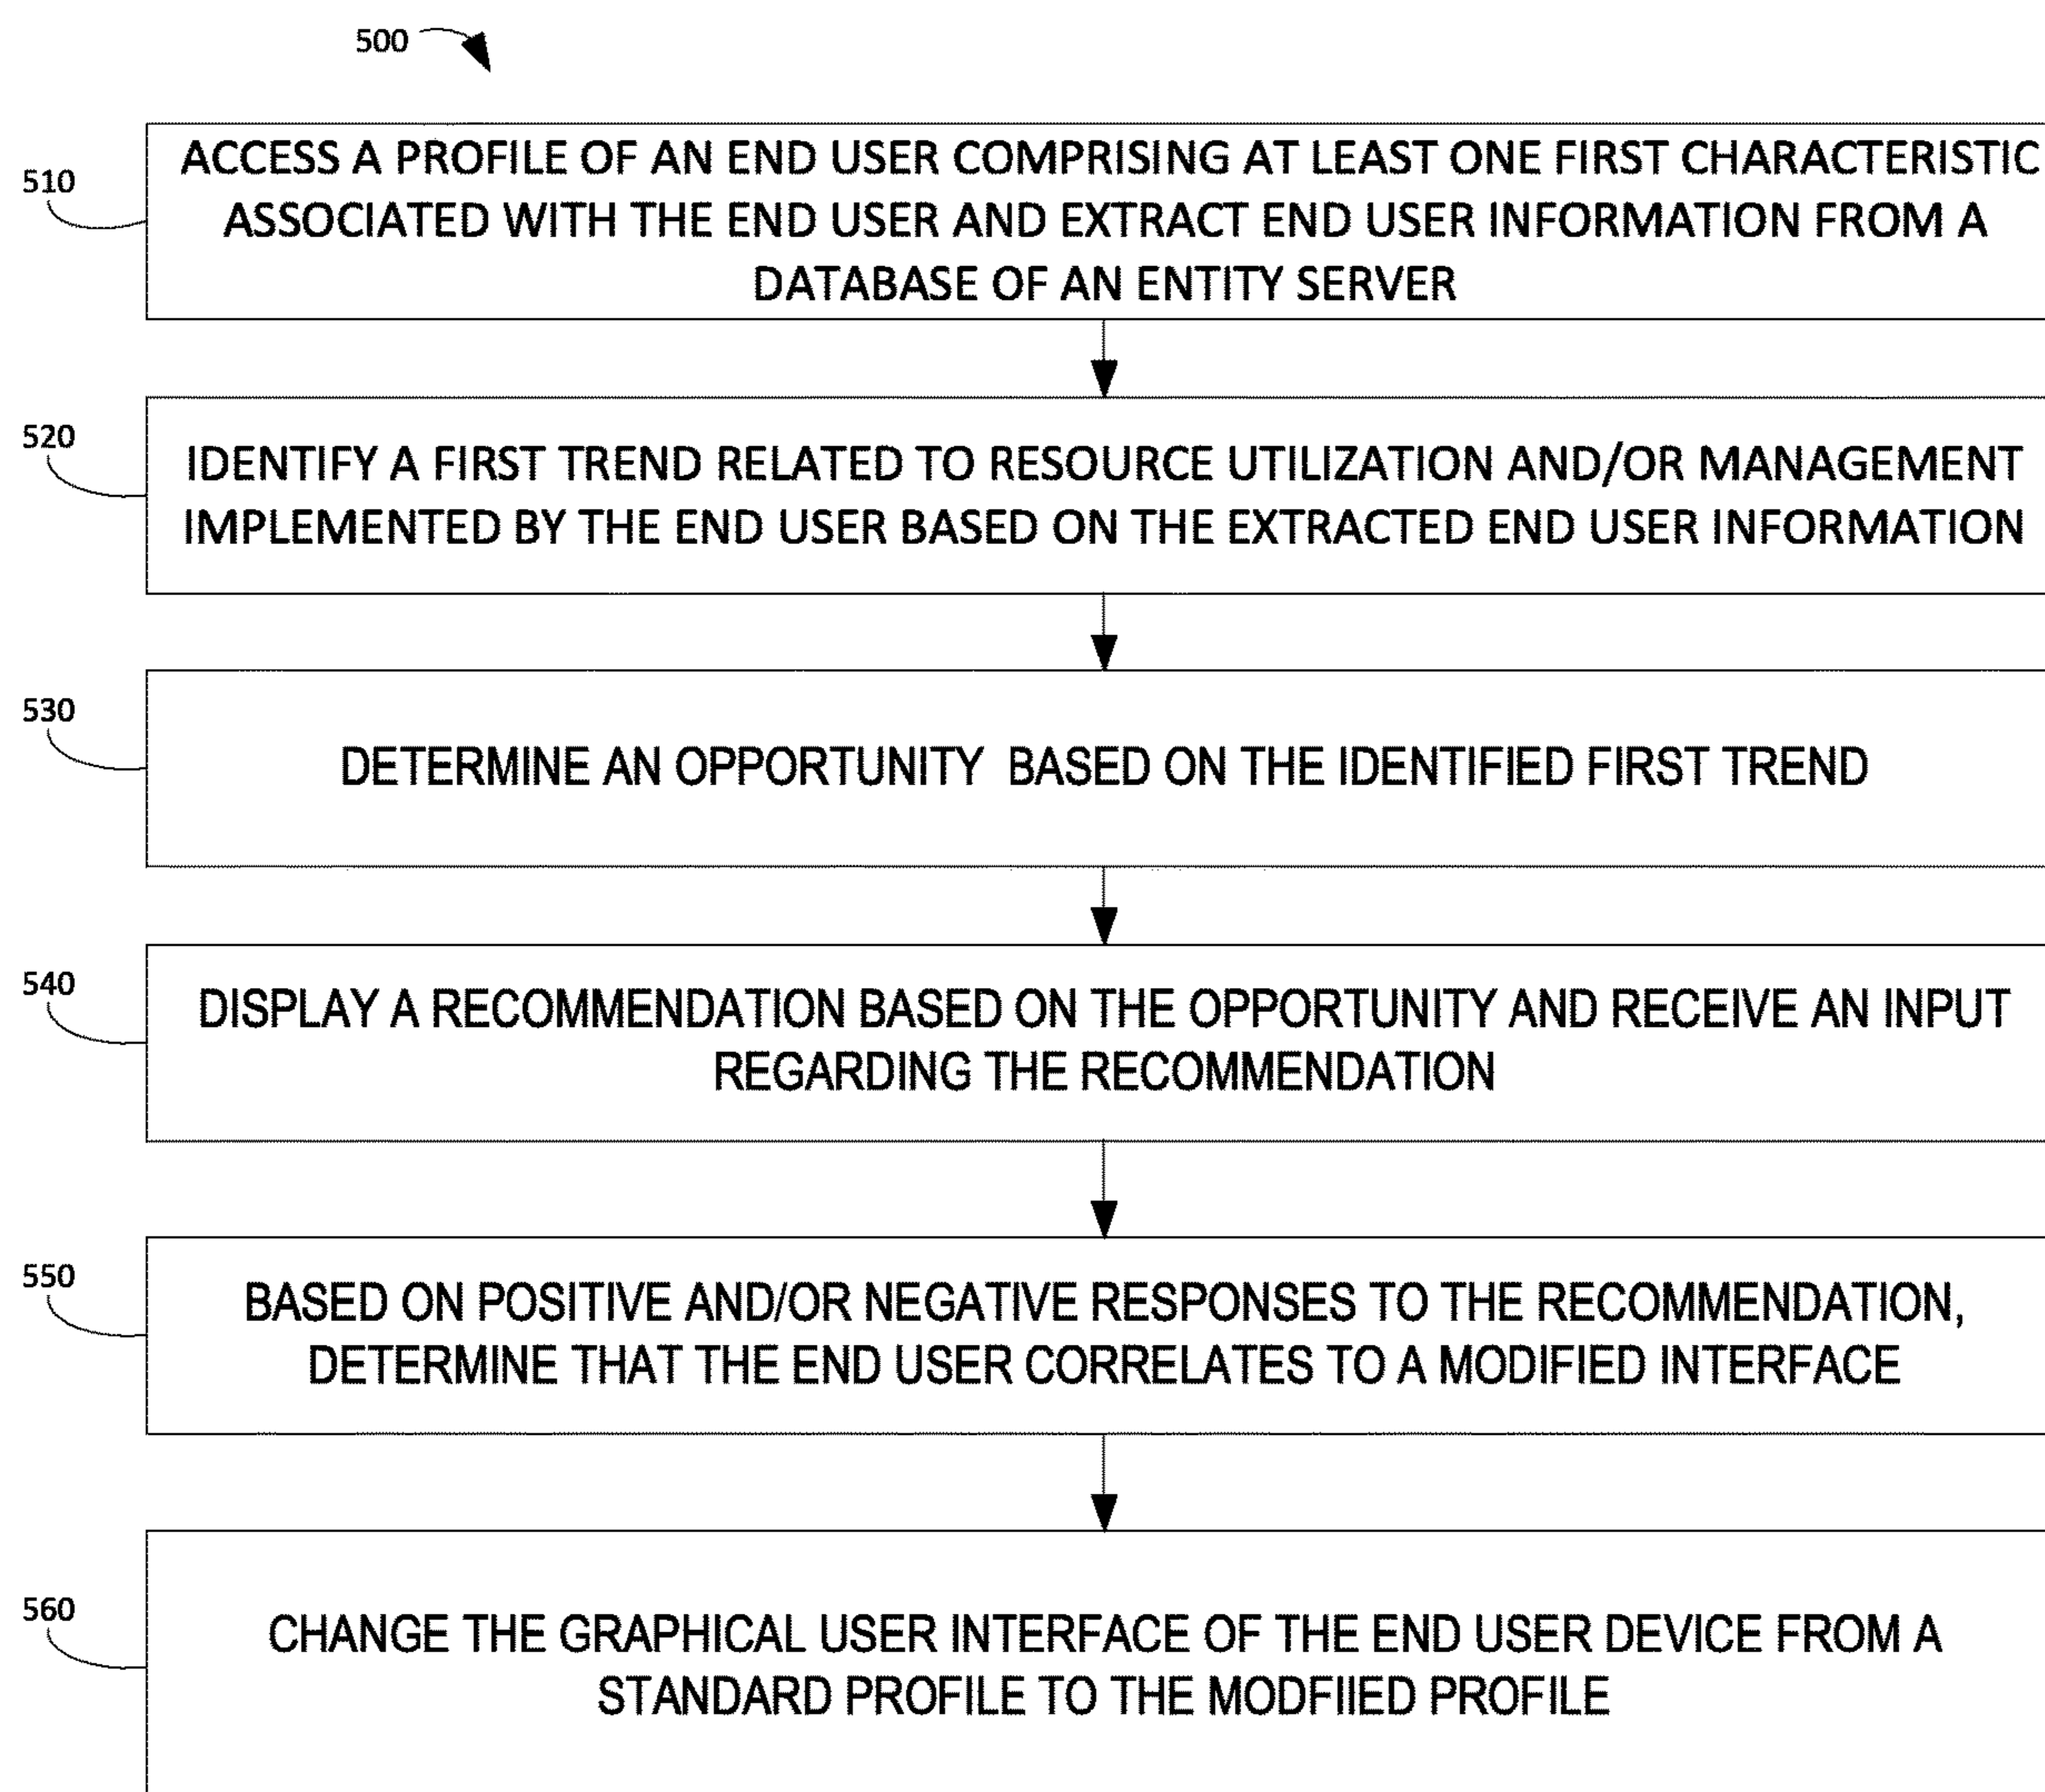 500
510
ACCESS A PROFILE OF AN END USER COMPRISING AT LEAST ONE FIRST CHARACTERISTIC
ASSOCIATED WITH THE END USER AND EXTRACT END USER INFORMATION FROM A
DATABASE OF AN ENTITY SERVER
520
IDENTIFY A FIRST TREND RELATED TO RESOURCE UTILIZATION AND/OR MANAGEMENT
IMPLEMENTED BY THE END USER BASED ON THE EXTRACTED END USER INFORMATION
530
DETERMINE AN OPPORTUNITY BASED ON THE IDENTIFIED FIRST TREND
540
DISPLAY A RECOMMENDATION BASED ON THE OPPORTUNITY AND RECEIVE AN INPUT
REGARDING THE RECOMMENDATION
550
BASED ON POSITIVE AND/OR NEGATIVE RESPONSES TO THE RECOMMENDATION,
DETERMINE THAT THE END USER CORRELATES TO A MODIFIED INTERFACE
560
CHANGE THE GRAPHICAL USER INTERFACE OF THE END USER DEVICE FROM A
STANDARD PROFILE TO THE MODFIIED PROFILE